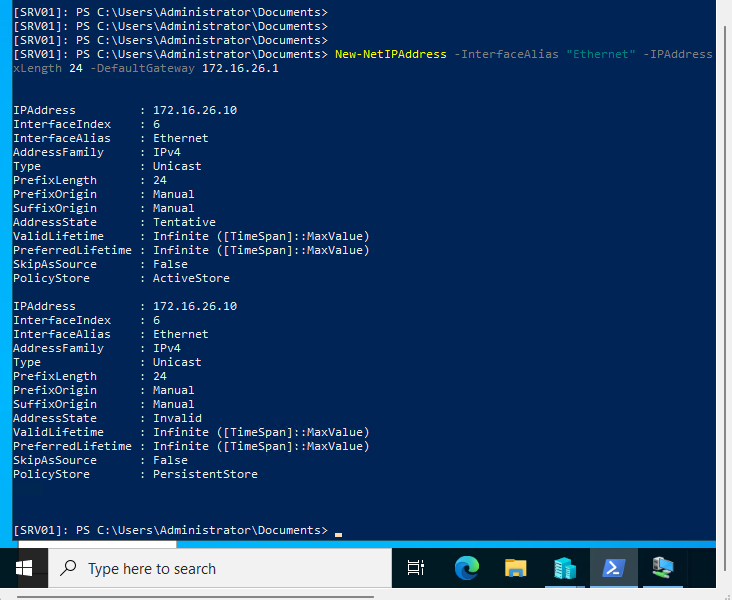 [SRV01]: PS C:\Users\Administrator\Documents>
[SRV01]: PS C:\Users\Administrator\Documents>
[SRV01]: PS C:\Users\Administrator\Documents>
[SRV01]: PS C:\Users\Administrator\Documents> New-NetIPAddress -InterfaceAlias "Ethernet" -IPAddress
xLength 24 -DefaultGateway 172.16.26.1
IPAddress : 172.16.26.10
InterfaceIndex : 6
InterfaceAlias : Ethernet
AddressFamily : IPv4
Type : Unicast
PrefixLength : 24
PrefixOrigin : Manual
SuffixOrigin : Manual
AddressState : Tentative
ValidLifetime : Infinite ([TimeSpan]::MaxValue)
PreferredLifetime : Infinite ([TimeSpan]::MaxValue)
SkipAsSource : False
PolicyStore : ActiveStore
IPAddress : 172.16.26.10
InterfaceIndex : 6
InterfaceAlias : Ethernet
AddressFamily : IPv4
Type : Unicast
PrefixLength : 24
PrefixOrigin : Manual
SuffixOrigin : Manual
AddressState : Invalid
ValidLifetime : Infinite ([TimeSpan]::MaxValue)
PreferredLifetime : Infinite ([TimeSpan]::MaxValue)
SkipAsSource : False
PolicyStore : PersistentStore
[SRV01]: PS C:\Users\Administrator\Documents>
Type here to search